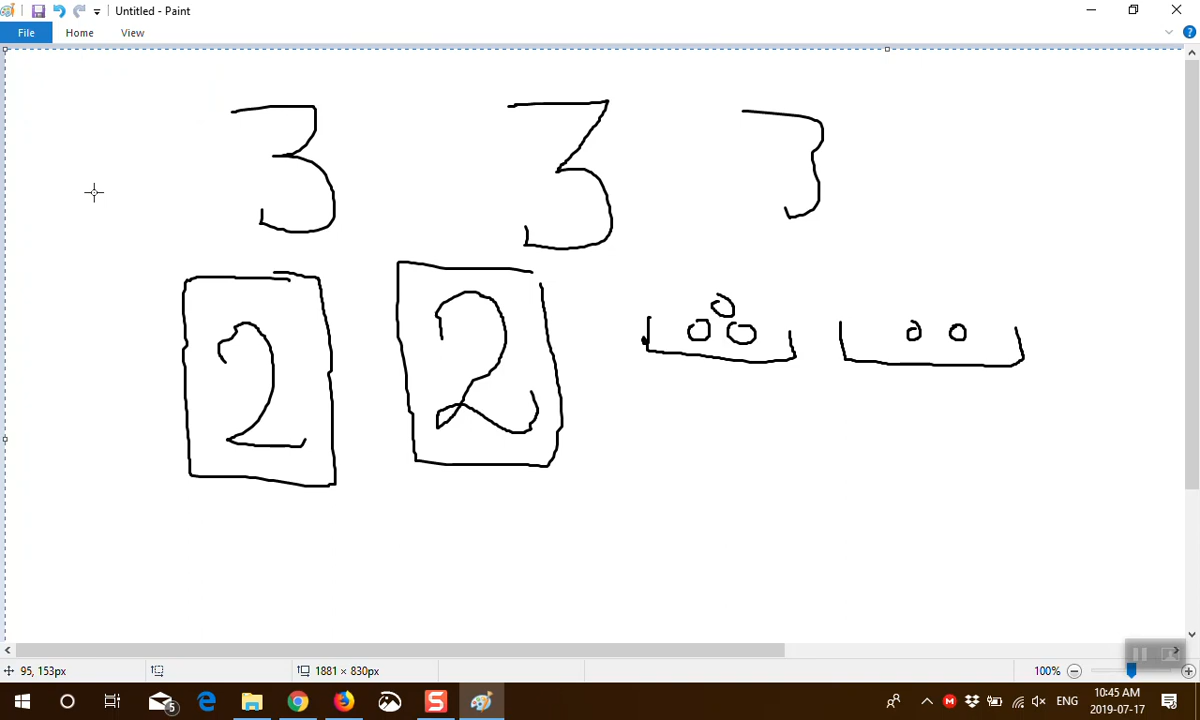 Untitled - Paint
File Home View
3 3 3
2 2
95, 153px 1881 × 830px 100%
5 S M ENG 10:45 AM
2019-07-17